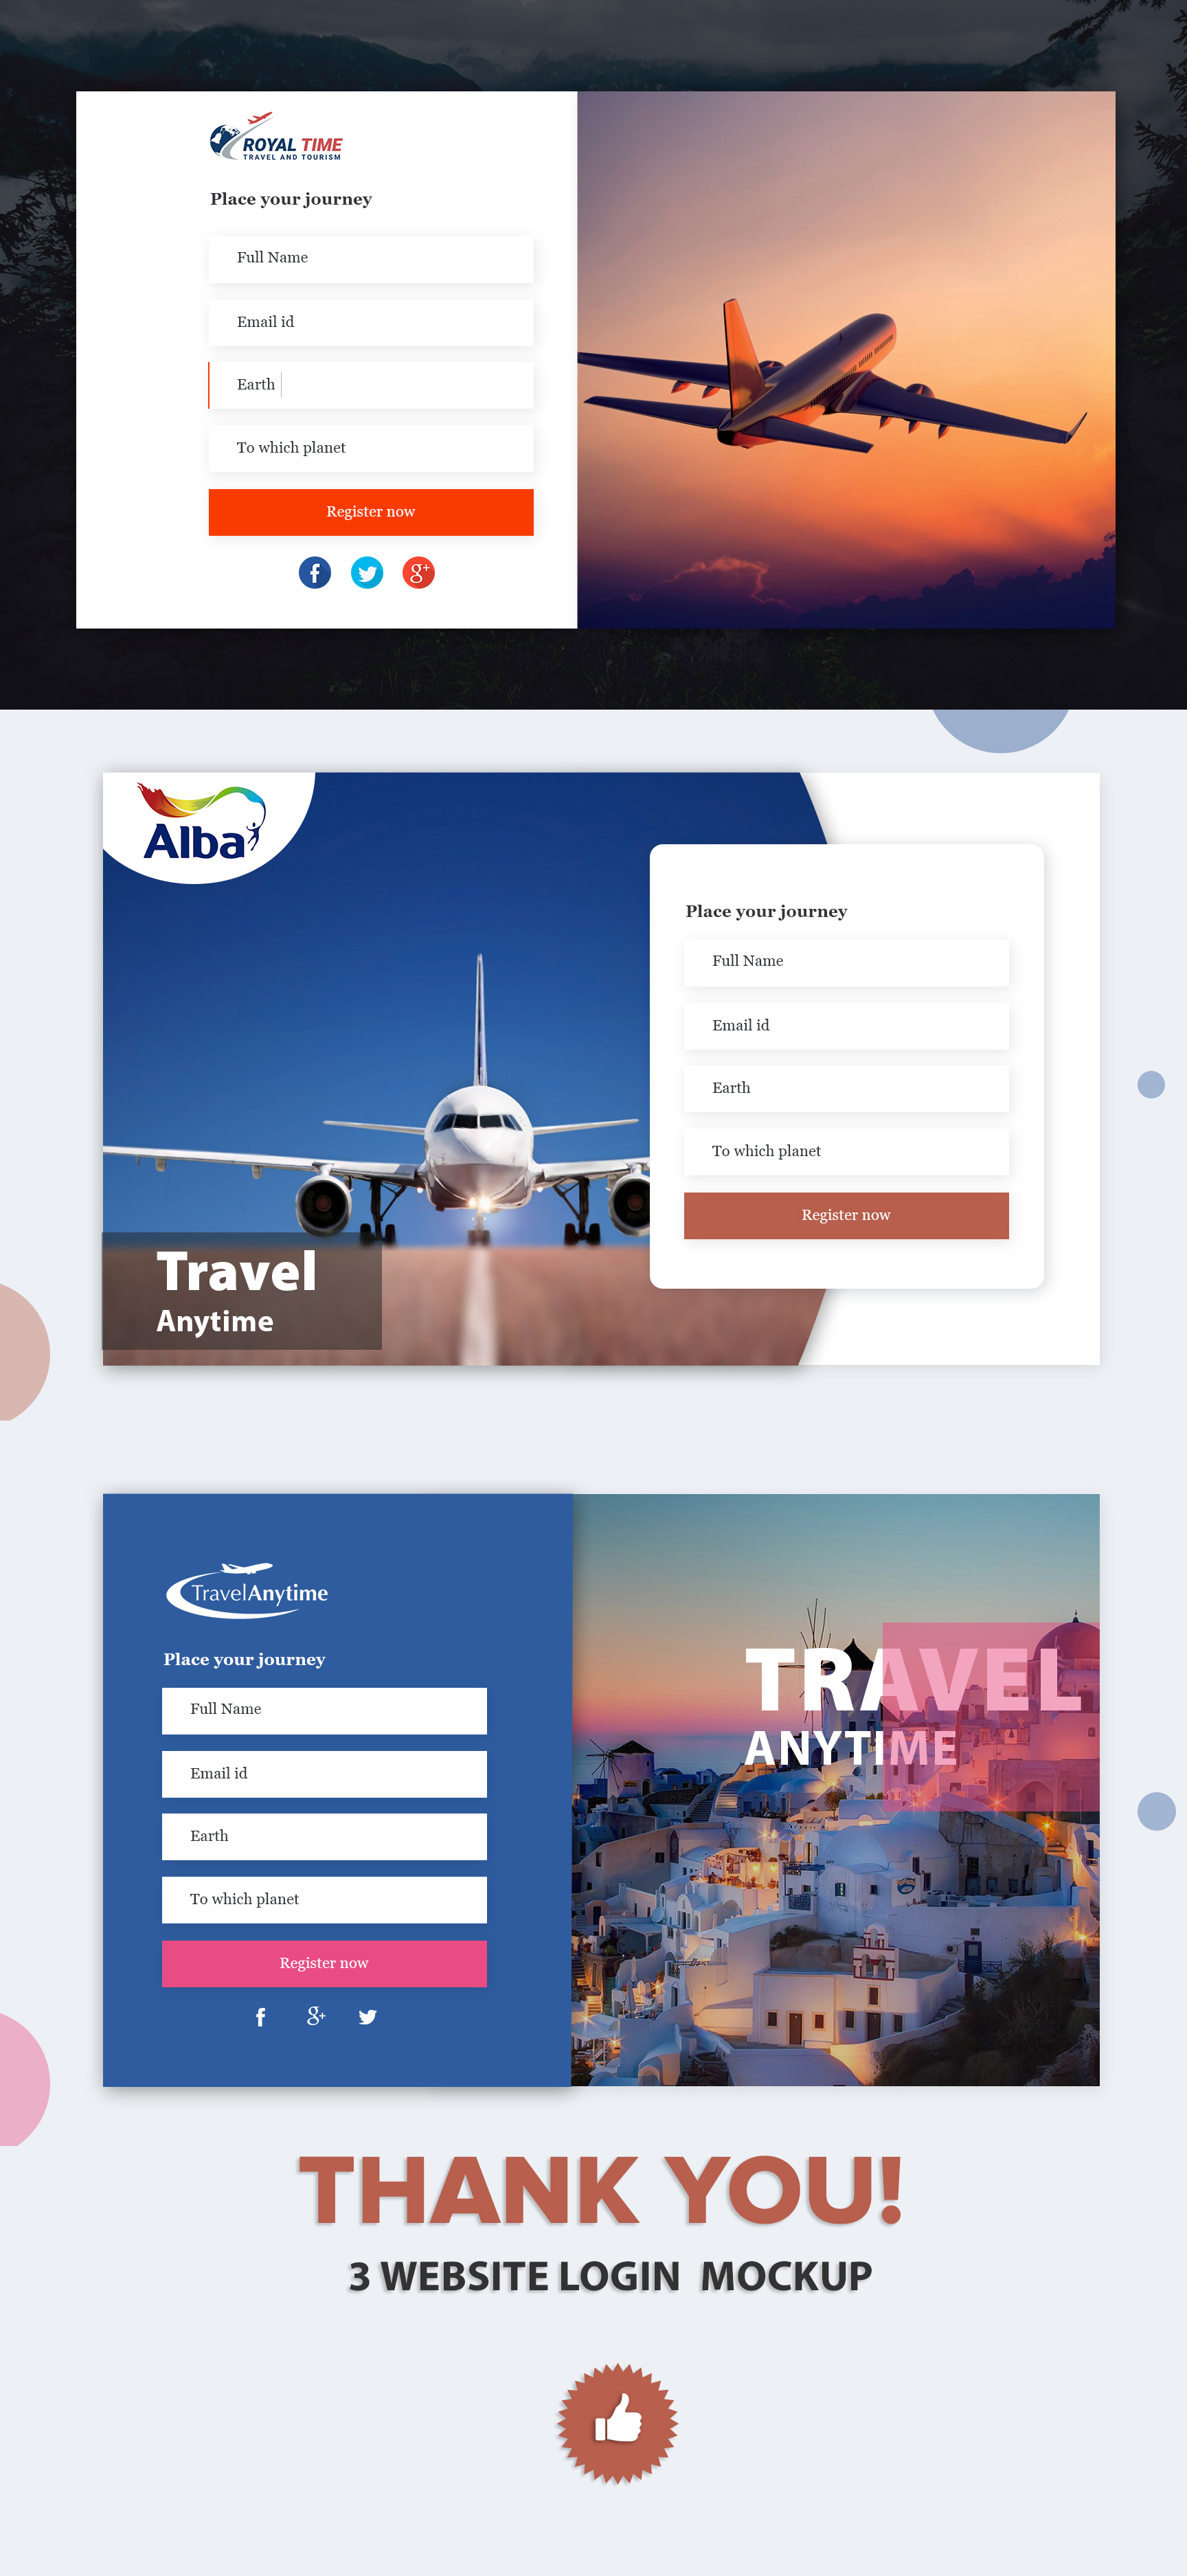 ROYAL TIME
TRAVEL AND TOURISM
Place your journey
Full Name
Email id
Earth
To which planet
Register now
f
g+
Alba
Place your journey
Full Name
Email id
Earth
To which planet
Register now
Travel
Anytime
TravelAnytime
Place your journey
Full Name
Email id
Earth
To which planet
Register now
f
g+
TRAVEL
ANYTIME
THANK YOU!
3 WEBSITE LOGIN MOCKUP